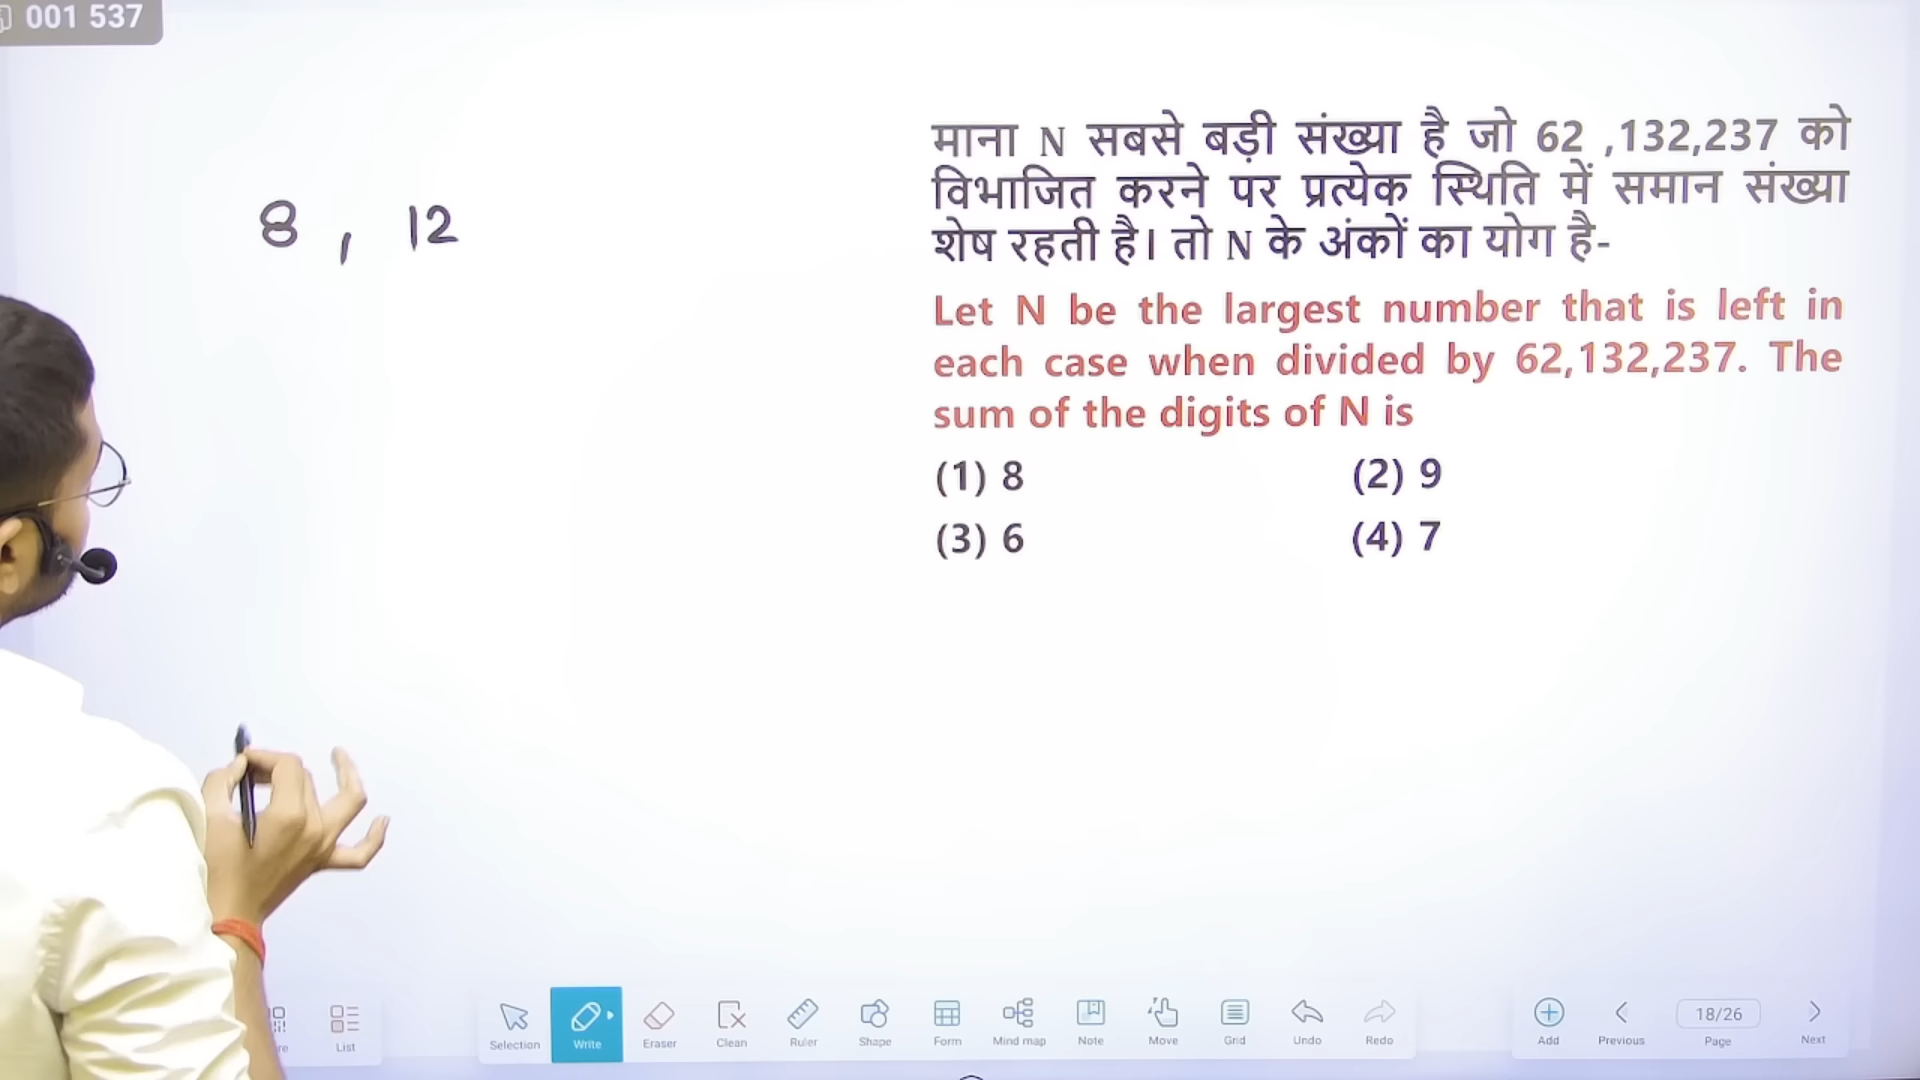 001 537
8 , 12
माना N सबसे बड़ी संख्या है जो 62 ,132,237 को
विभाजित करने पर प्रत्येक स्थिति में समान संख्या
शेष रहती है। तो N के अंकों का योग है-
Let N be the largest number that is left in
each case when divided by 62,132,237. The
sum of the digits of N is
(1) 8 (2) 9
(3) 6 (4) 7
List Selection Write Eraser Clean Ruler Shape Form Mind map Note Move Grid Undo Redo Add Previous 18/26 Page Next